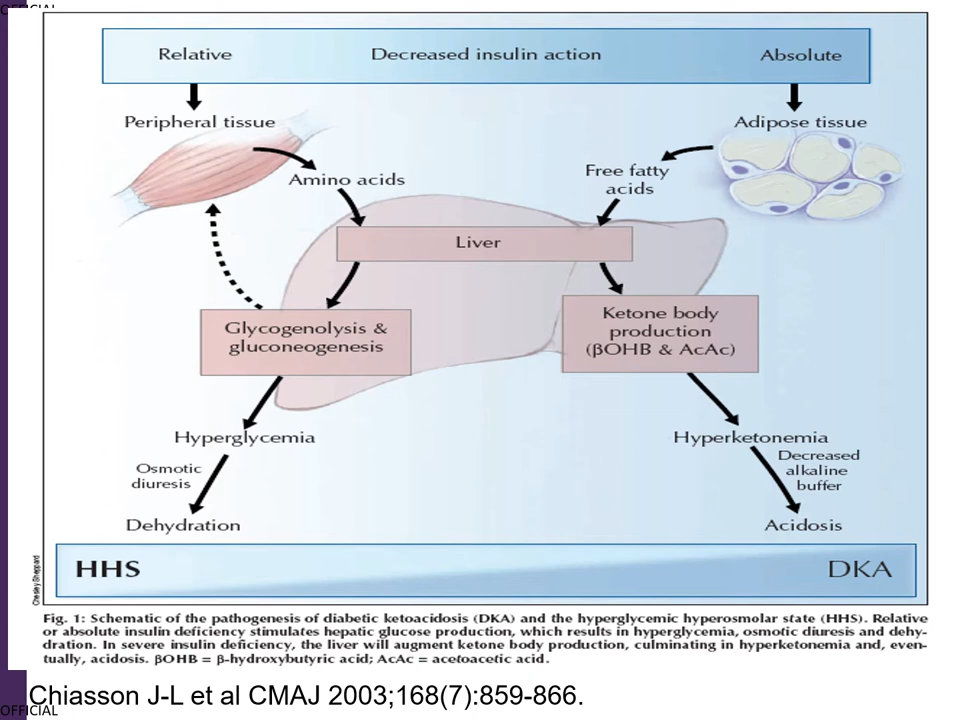 OFFICIAL
Relative Decreased insulin action Absolute
Peripheral tissue Adipose tissue
Amino acids
Free fatty
acids
Liver
Glycogenolysis &
gluconeogenesis
Ketone body
production
(βOHB & AcAc)
Hyperglycemia
Hyperketonemia
Osmotic
diuresis
Decreased
alkaline
buffer
Dehydration
Acidosis
HHS DKA
Chesley Sheppard
Fig. 1: Schematic of the pathogenesis of diabetic ketoacidosis (DKA) and the hyperglycemic hyperosmolar state (HHS). Relative
or absolute insulin deficiency stimulates hepatic glucose production, which results in hyperglycemia, osmotic diuresis and dehy-
dration. In severe insulin deficiency, the liver will augment ketone body production, culminating in hyperketonemia and, even-
tually, acidosis. βOHB = β-hydroxybutyric acid; AcAc = acetoacetic acid.
Chiasson J-L et al CMAJ 2003;168(7):859-866.
OFFICIAL